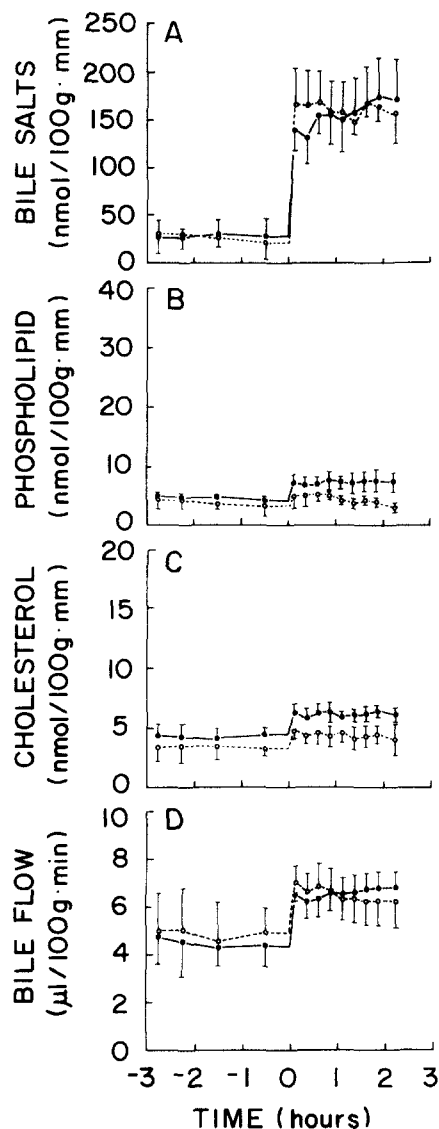 A
BILE SALTS
(nmol/100g·mm)
250
200
150
100
50
0
B
PHOSPHOLIPID
(nmol/100g·mm)
40
30
20
10
0
C
CHOLESTEROL
(nmol/100g·mm)
20
15
10
5
0
D
BILE FLOW
(µl/100g·min)
10
8
6
4
2
0
-3 -2 -1 0 1 2 3
TIME (hours)